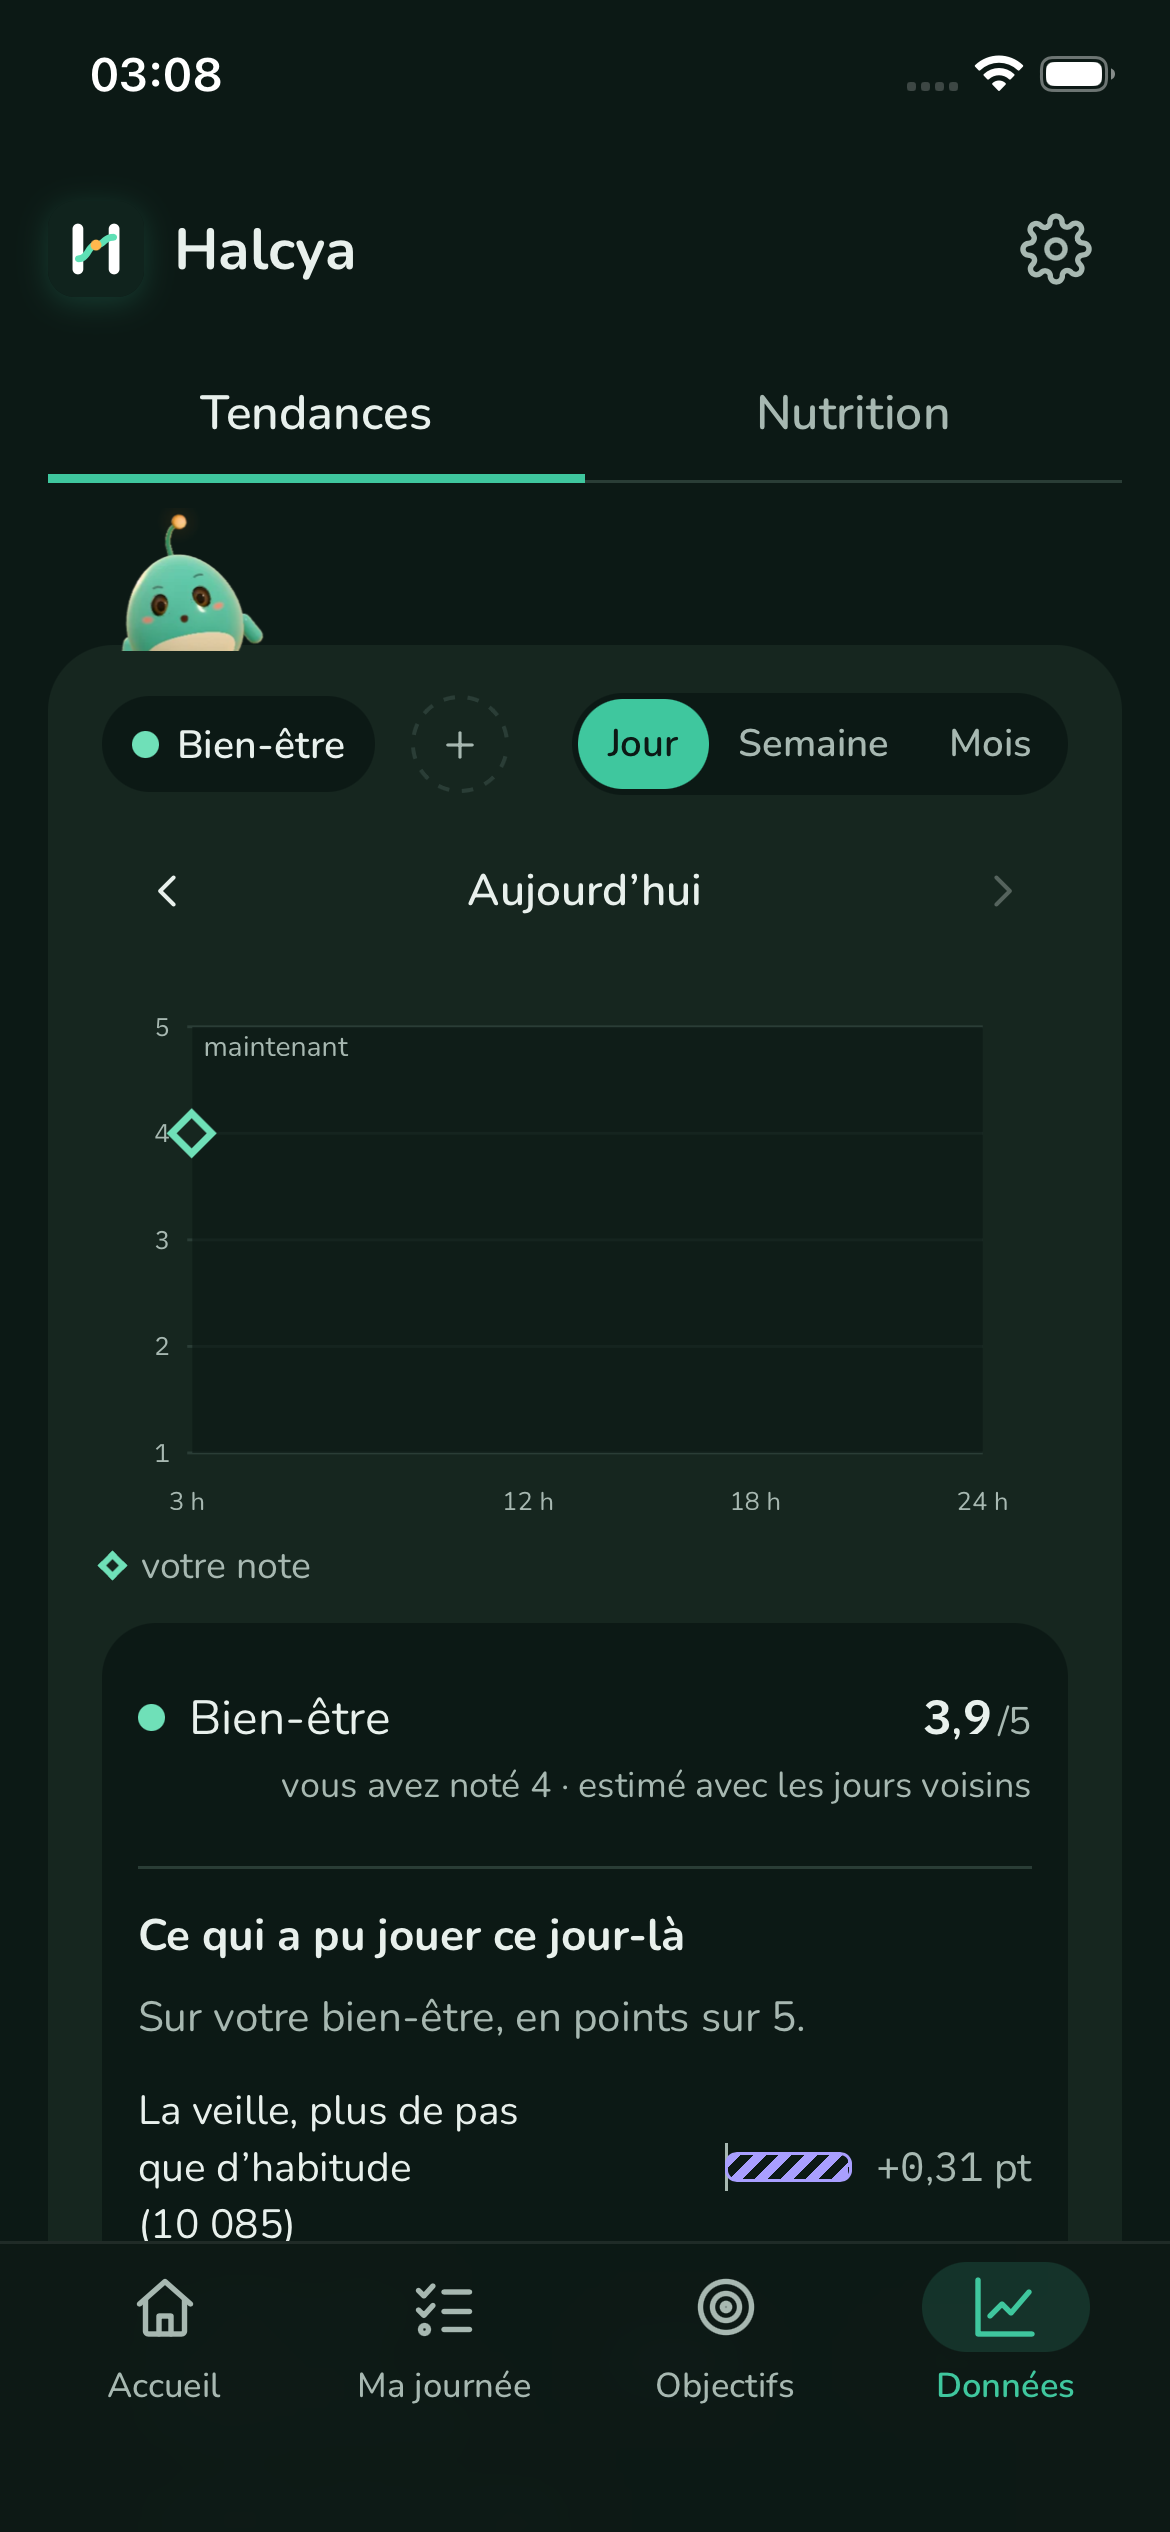 03:08
Halcya
Tendances
Nutrition
Bien-être
+
Jour
Semaine
Mois
Aujourd’hui
5
maintenant
4
3
2
1
3 h
12 h
18 h
24 h
votre note
Bien-être
3,9 /5
vous avez noté 4 · estimé avec les jours voisins
Ce qui a pu jouer ce jour-là
Sur votre bien-être, en points sur 5.
La veille, plus de pas
que d’habitude
+0,31 pt
(10 085)
Accueil
Ma journée
Objectifs
Données